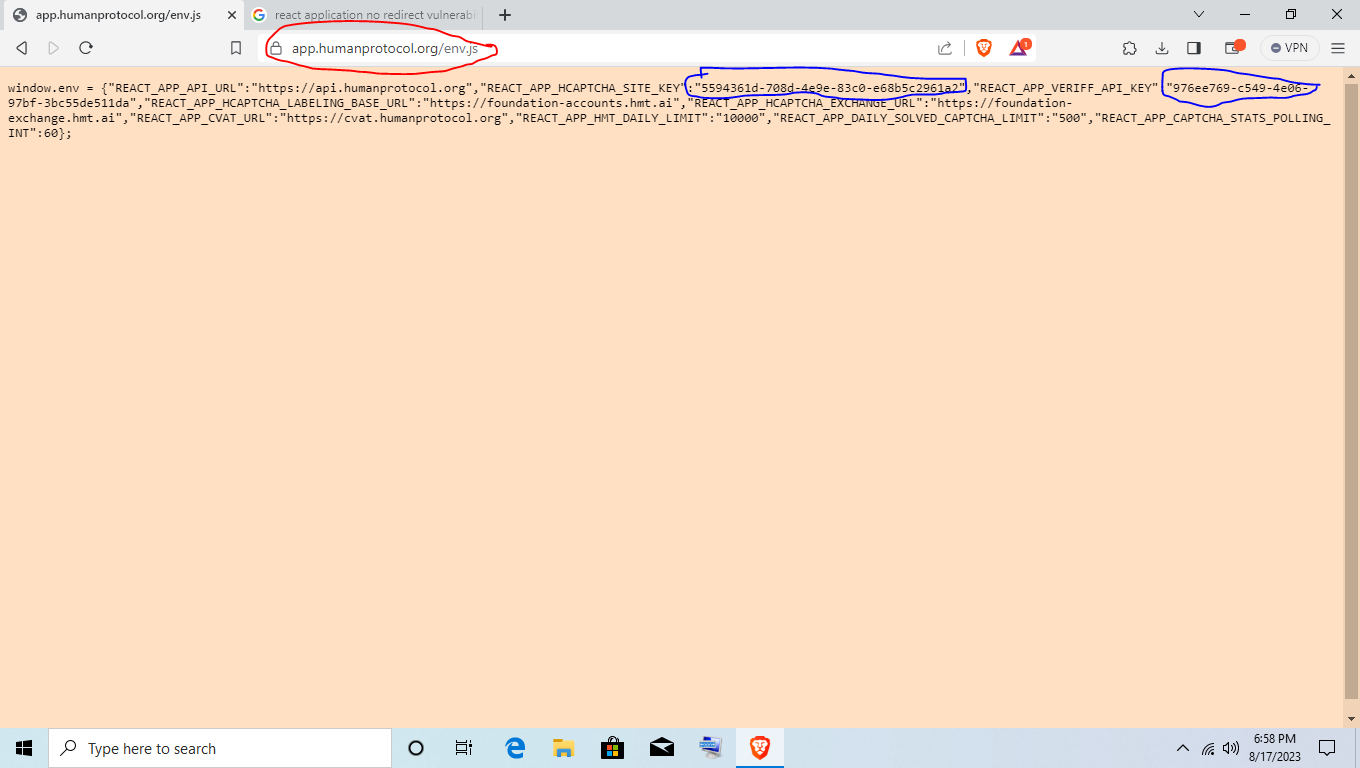 app.humanprotocol.org/env.js
react application no redirect vulnerabi
app.humanprotocol.org/env.js
1
VPN
window.env = {"REACT_APP_API_URL":"https://api.humanprotocol.org","REACT_APP_HCAPTCHA_SITE_KEY":"5594361d-708d-4e9e-83c0-e68b5c2961a2","REACT_APP_VERIFF_API_KEY":"976ee769-c549-4e06-
97bf-3bc55de511da","REACT_APP_HCAPTCHA_LABELING_BASE_URL":"https://foundation-accounts.hmt.ai","REACT_APP_HCAPTCHA_EXCHANGE_URL":"https://foundation-
exchange.hmt.ai","REACT_APP_CVAT_URL":"https://cvat.humanprotocol.org","REACT_APP_HMT_DAILY_LIMIT":"10000","REACT_APP_DAILY_SOLVED_CAPTCHA_LIMIT":"500","REACT_APP_CAPTCHA_STATS_POLLING_
INT":60};
Type here to search
6:58 PM
8/17/2023